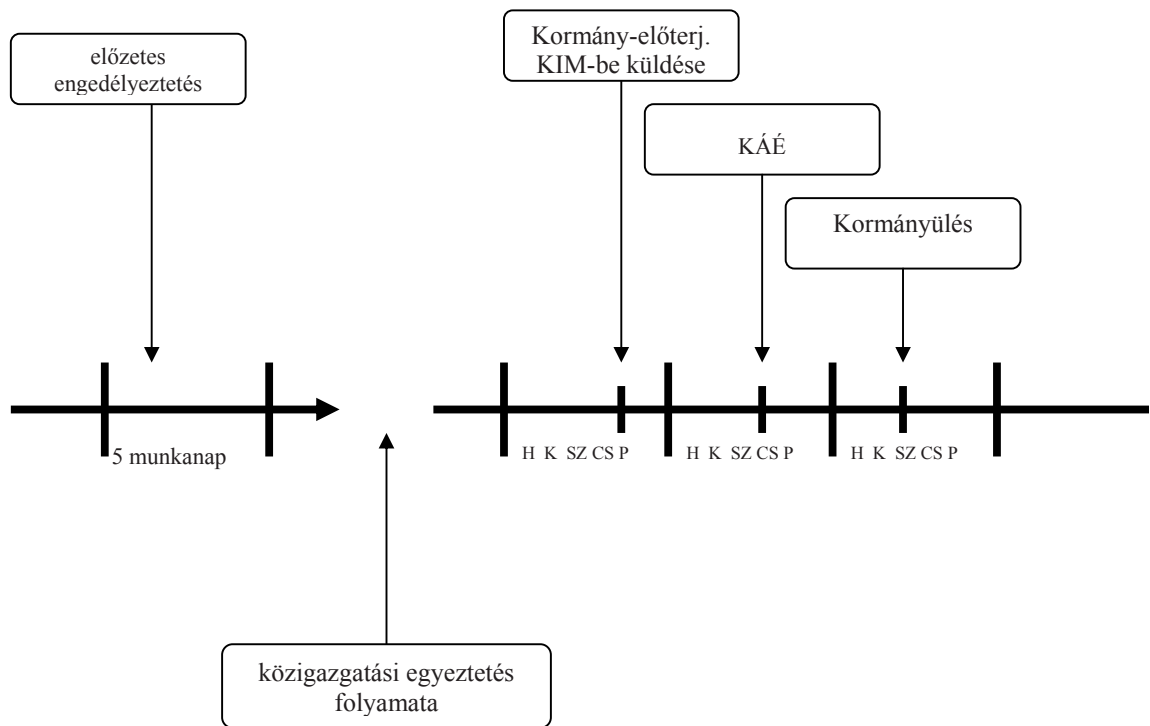 előzetes
engedélyeztetés
Kormány-előterj.
KIM-be küldése
KÁÉ
Kormányülés
5 munkanap
H K SZ CS P
H K SZ CS P
H K SZ CS P
közigazgatási egyeztetés
folyamata